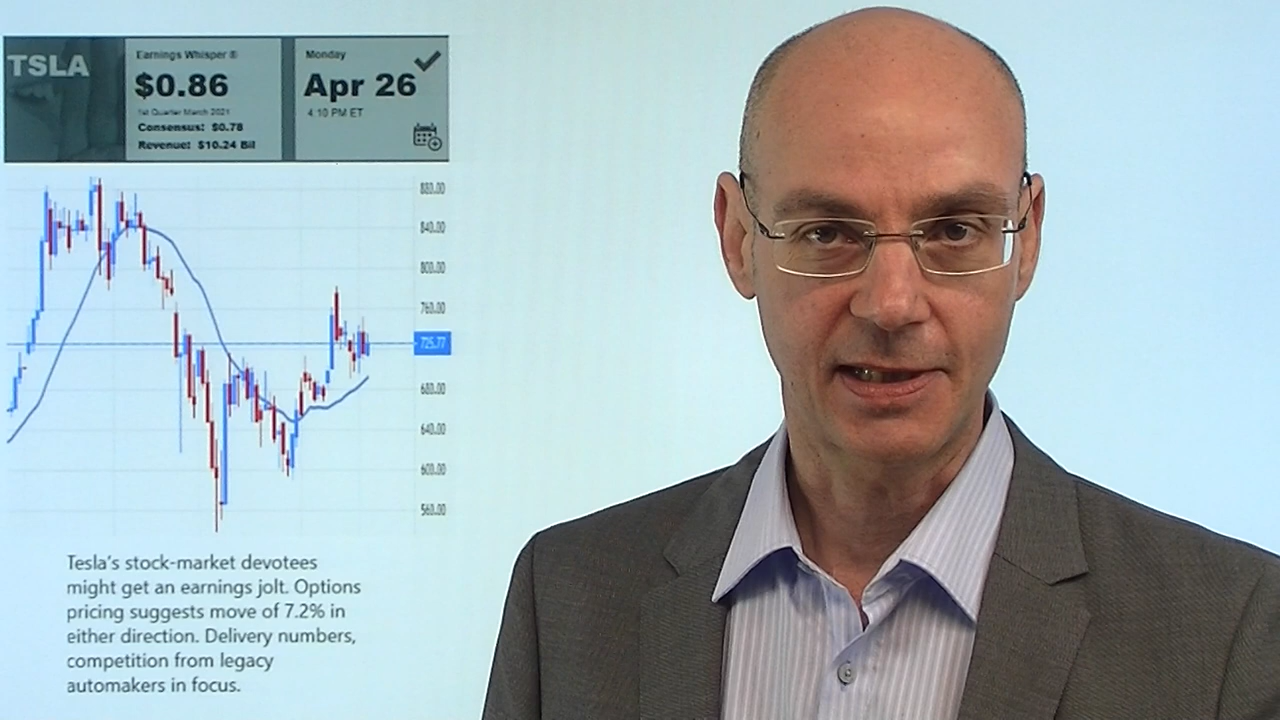 TSLA
Earnings Whisper ®
$0.86
1st Quarter March 2021
Consensus: $0.78
Revenue: $10.24 Bil
Monday
Apr 26
4:10 PM ET
880.00
840.00
800.00
760.00
725.77
680.00
640.00
600.00
560.00
Tesla's stock-market devotees
might get an earnings jolt. Options
pricing suggests move of 7.2% in
either direction. Delivery numbers,
competition from legacy
automakers in focus.